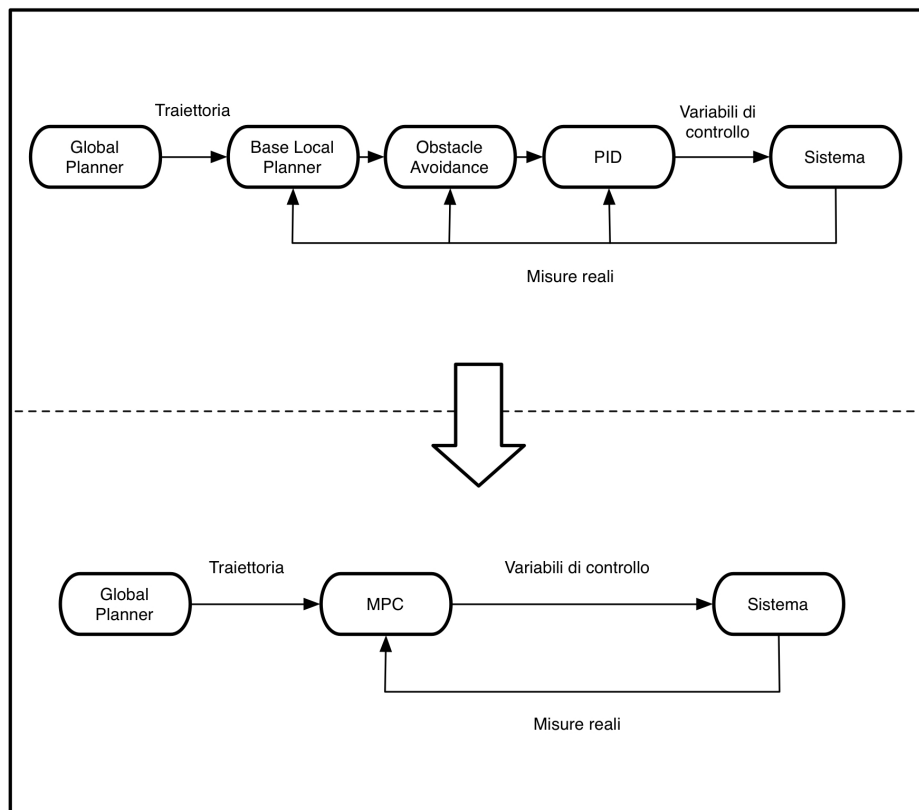 Traiettoria
Variabili di
controllo
Global
Planner
Base Local
Planner
Obstacle
Avoidance
PID
Sistema
Misure reali
Traiettoria
Variabili di controllo
Global
Planner
MPC
Sistema
Misure reali